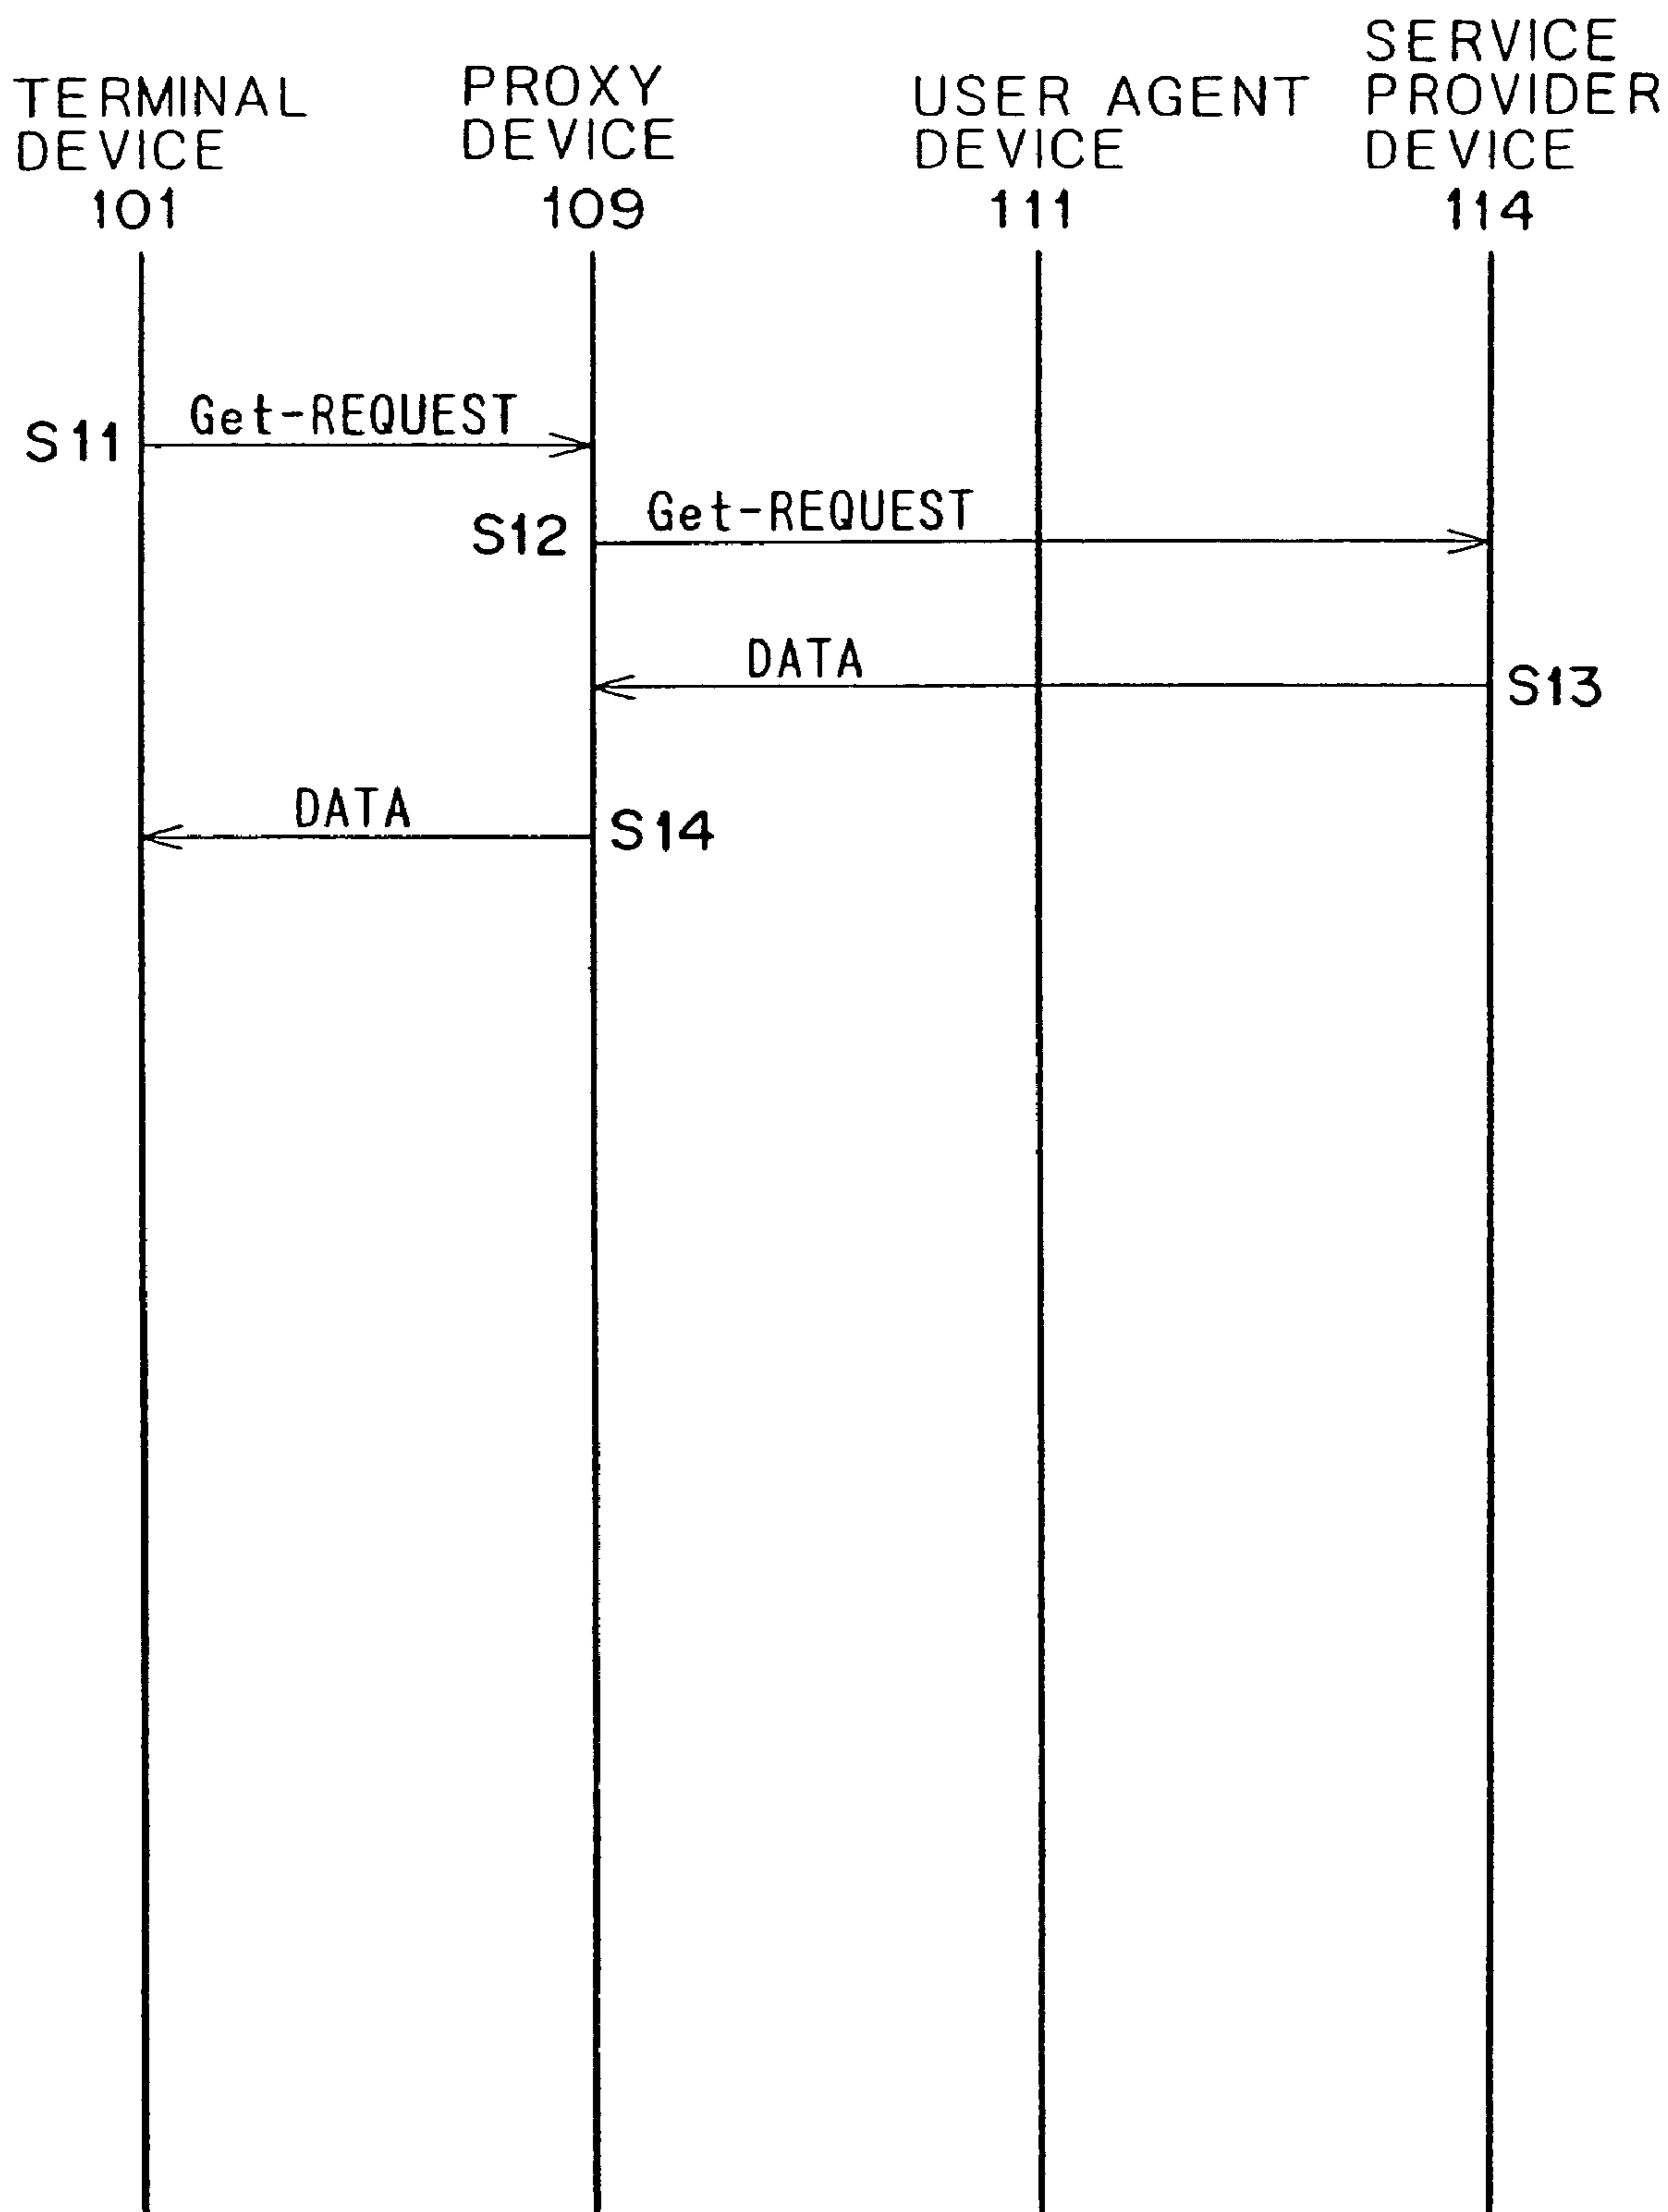 TERMINAL
DEVICE
101
PROXY
DEVICE
109
USER AGENT
DEVICE
111
SERVICE
PROVIDER
DEVICE
114
S11
Get-REQUEST
S12
Get-REQUEST
DATA
S13
DATA
S14